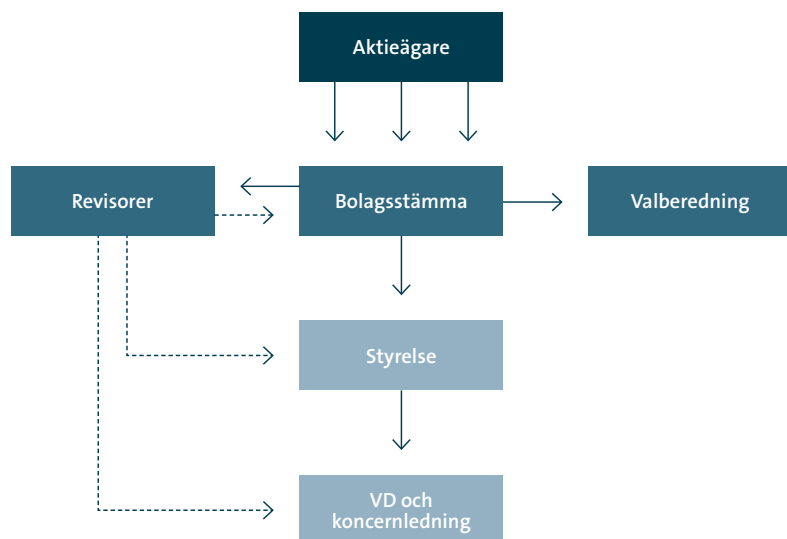 Aktieägare
Revisorer
Bolagsstämma
Valberedning
Styrelse
VD och
koncernledning